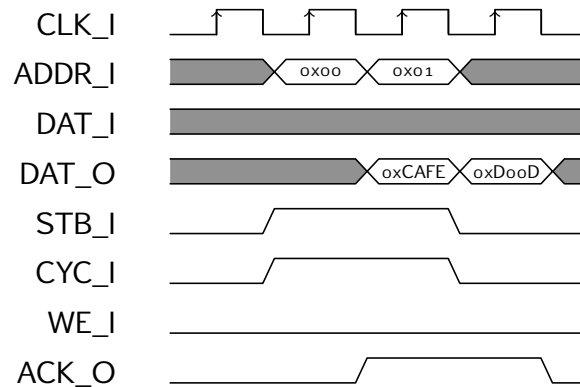 CLK_I
ADDR_I 0x00 0x01
DAT_I
DAT_O 0xCAFE 0xD00D
STB_I
CYC_I
WE_I
ACK_O